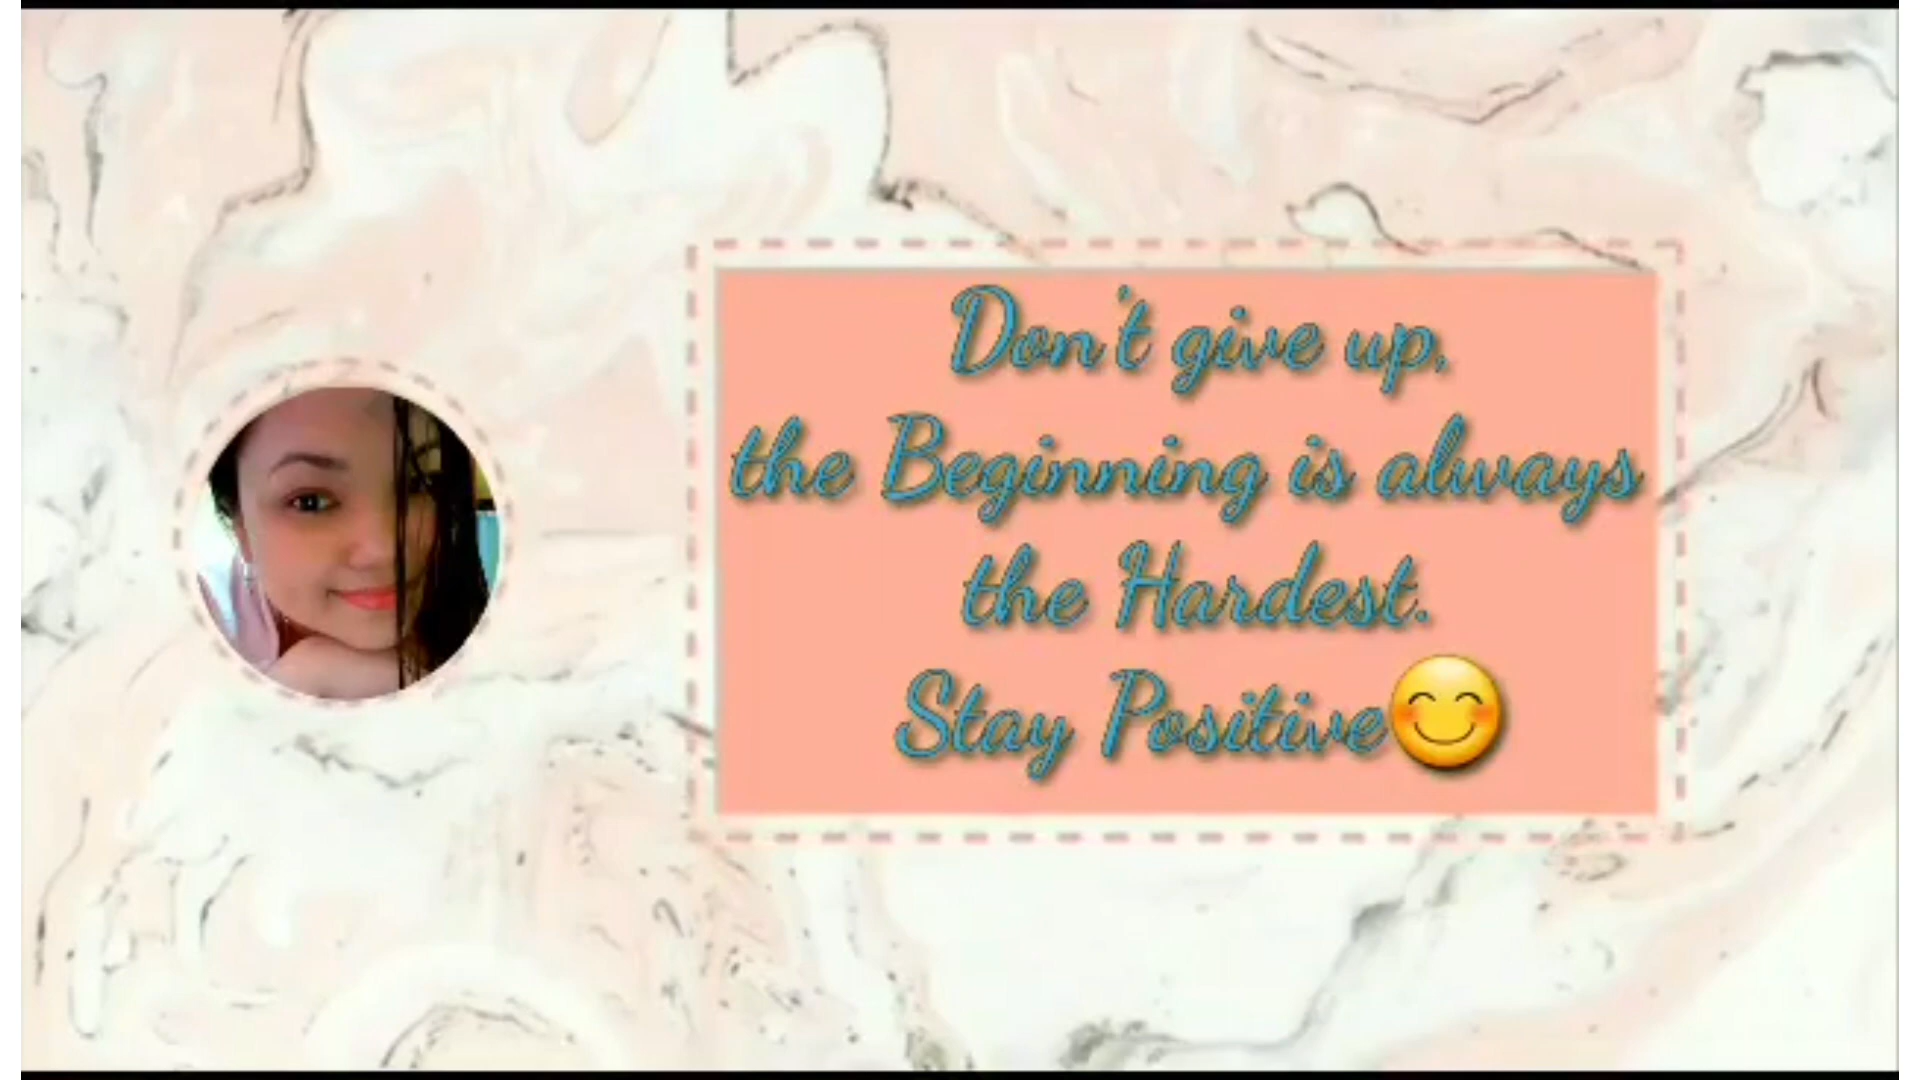 Don't give up,
the Beginning is always
the Hardest.
Stay Positive😊